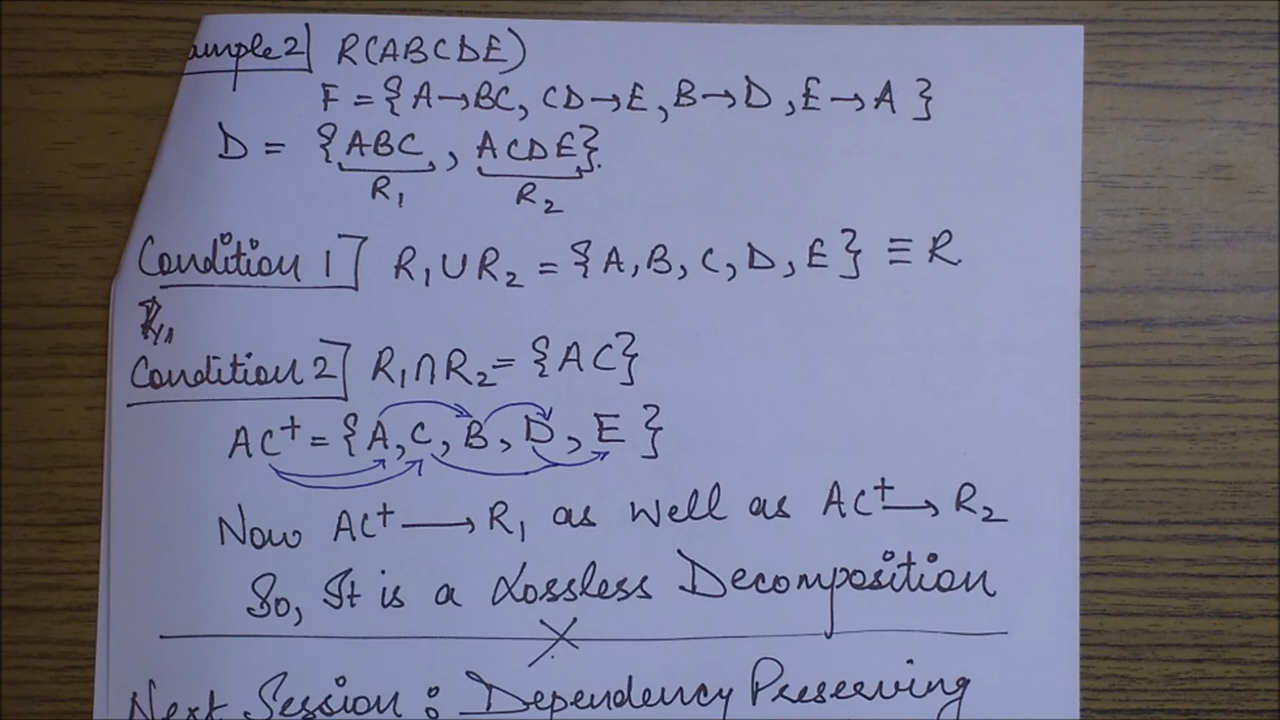 ample 2 R(ABCDE)
F = {A→BC, CD→E, B→D, E→A}
D = {ABC, ACDE}.
R₁ R₂
Condition 1 R₁∪R₂ = {A, B, C, D, E} ≡ R
Condition 2 R₁∩R₂ = {AC}
AC⁺ = {A, C, B, D, E}
Now AC⁺ → R₁ as well as AC⁺ → R₂
So, It is a Lossless Decomposition
X
Next Session : Dependency Preserving